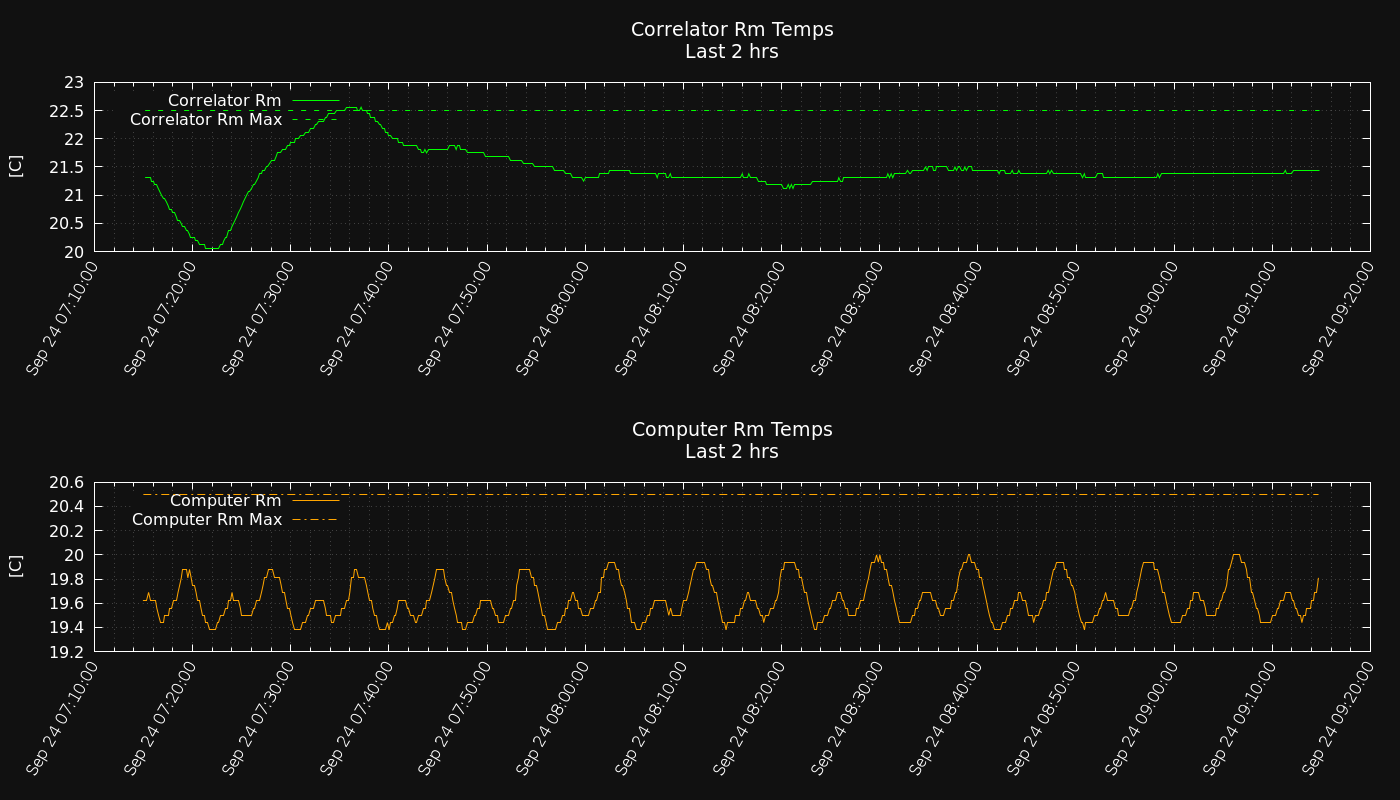 Correlator Rm Temps
Last 2 hrs
23
22.5
22
21.5
21
20.5
20
[C]
Correlator Rm
Correlator Rm Max
Sep 24 07:10:00
Sep 24 07:20:00
Sep 24 07:30:00
Sep 24 07:40:00
Sep 24 07:50:00
Sep 24 08:00:00
Sep 24 08:10:00
Sep 24 08:20:00
Sep 24 08:30:00
Sep 24 08:40:00
Sep 24 08:50:00
Sep 24 09:00:00
Sep 24 09:10:00
Sep 24 09:20:00
Computer Rm Temps
Last 2 hrs
20.6
20.4
20.2
20
19.8
19.6
19.4
19.2
[C]
Computer Rm
Computer Rm Max
Sep 24 07:10:00
Sep 24 07:20:00
Sep 24 07:30:00
Sep 24 07:40:00
Sep 24 07:50:00
Sep 24 08:00:00
Sep 24 08:10:00
Sep 24 08:20:00
Sep 24 08:30:00
Sep 24 08:40:00
Sep 24 08:50:00
Sep 24 09:00:00
Sep 24 09:10:00
Sep 24 09:20:00